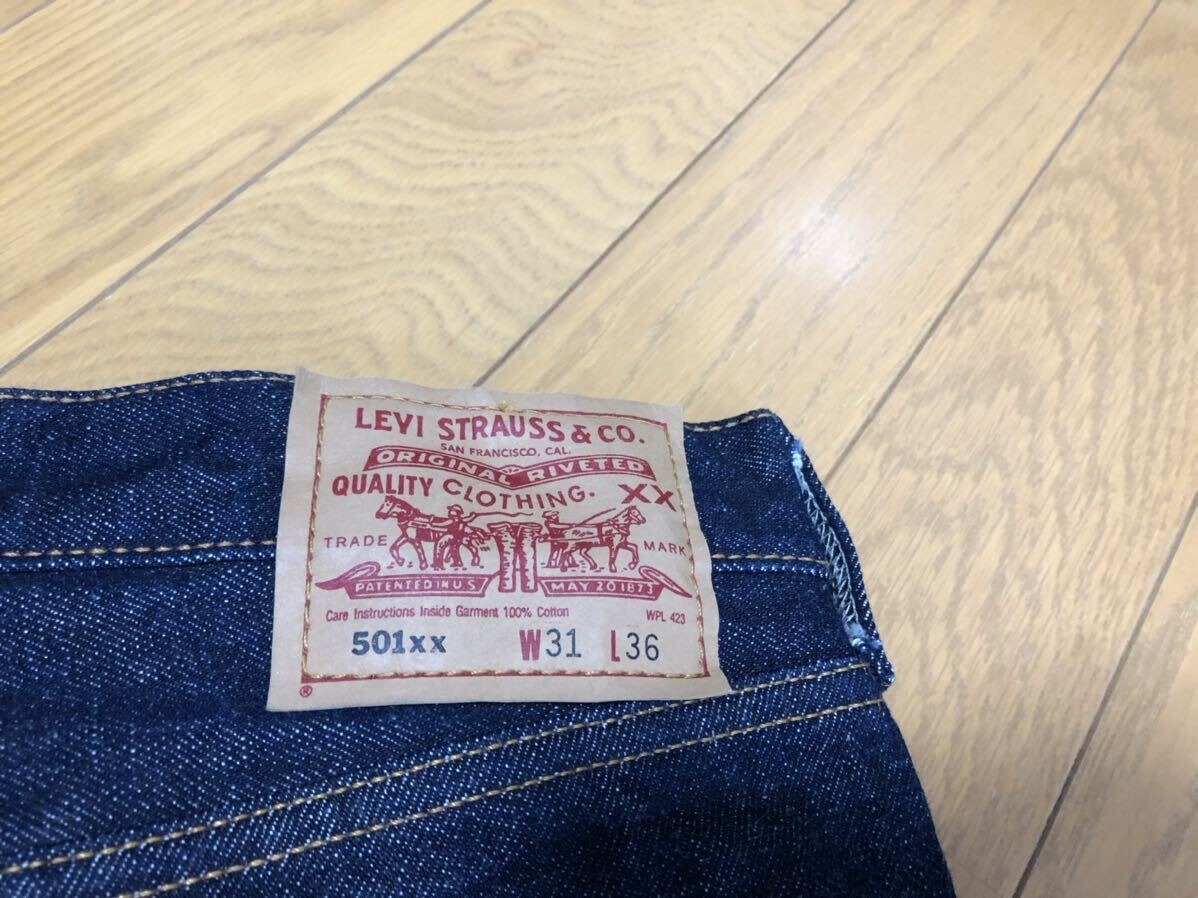 LEVI STRAUSS & CO.
SAN FRANCISCO, CAL.
ORIGINAL RIVETED
QUALITY CLOTHING. XX
TRADE MARK
PATENTED IN U S MAY 20 1873
Care Instructions Inside Garment 100% Cotton WPL 423
501xx W31 L36
®